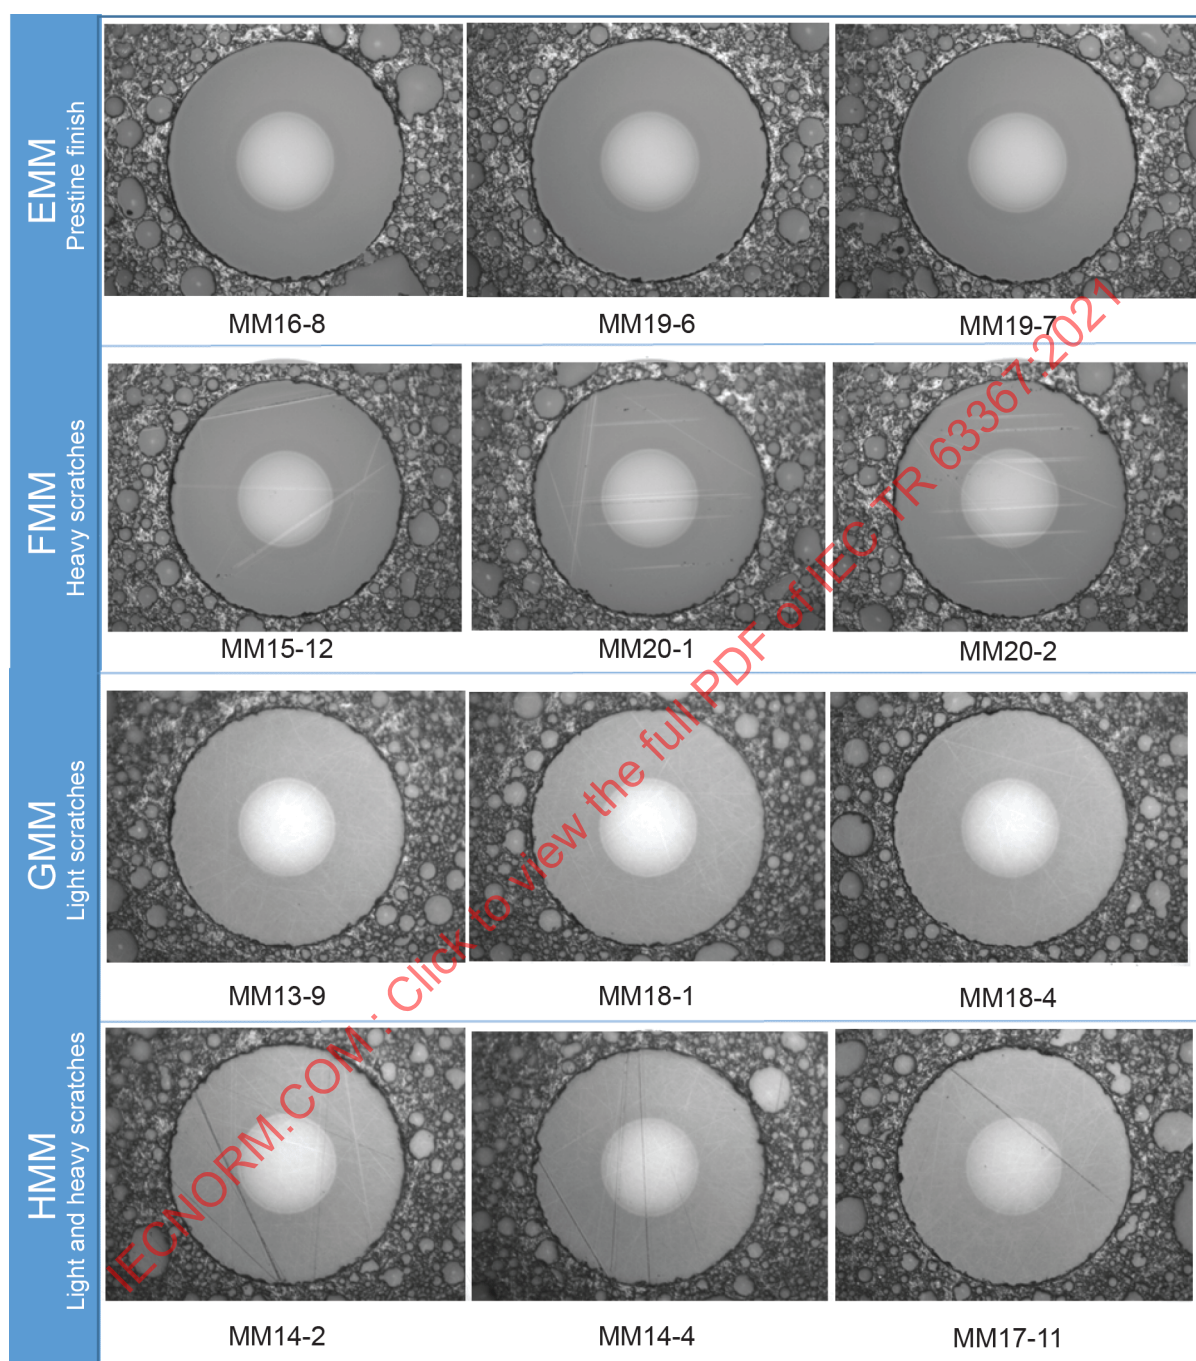 EMM
Prestine finish
MM16-8
MM19-6
MM19-7
FMM
Heavy scratches
MM15-12
MM20-1
MM20-2
GMM
Light scratches
MM13-9
MM18-1
MM18-4
HMM
Light and heavy scratches
MM14-2
MM14-4
MM17-11
IECNORM.COM : Click to view the full PDF of IEC TR 63367:2021